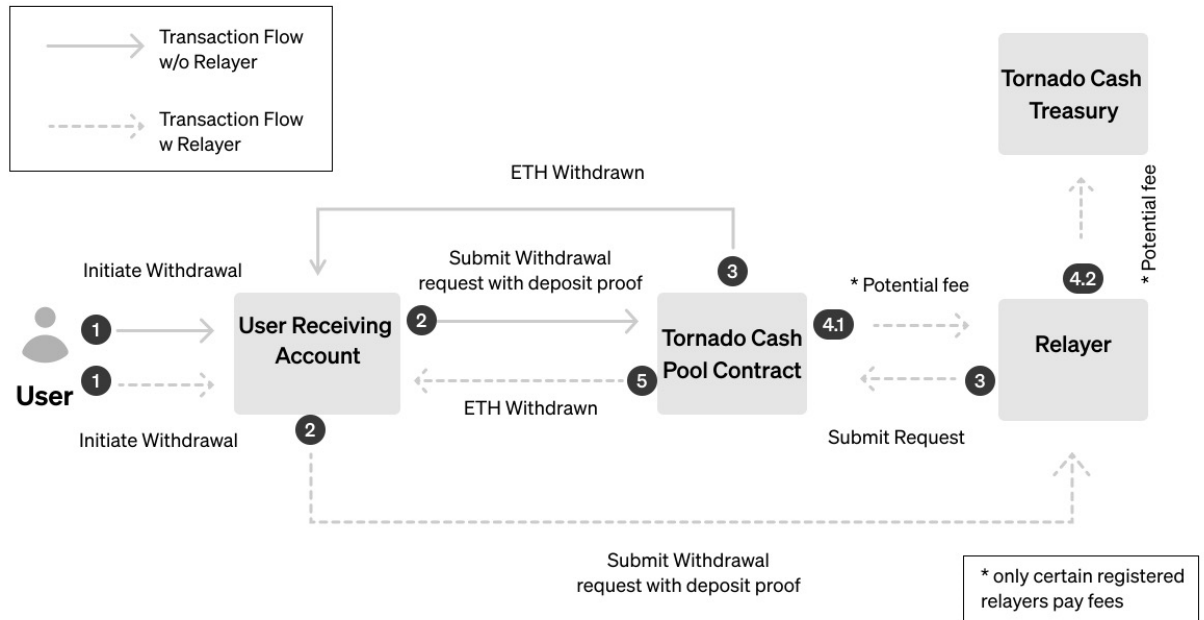 Transaction Flow
w/o Relayer
Transaction Flow
w Relayer
Tornado Cash
Treasury
ETH Withdrawn
* Potential fee
Initiate Withdrawal
Submit Withdrawal
request with deposit proof
3
* Potential fee
4.2
1
User Receiving
Account
2
Tornado Cash
Pool Contract
4.1
Relayer
User
1
5
3
Initiate Withdrawal
2
ETH Withdrawn
Submit Request
Submit Withdrawal
request with deposit proof
* only certain registered
relayers pay fees